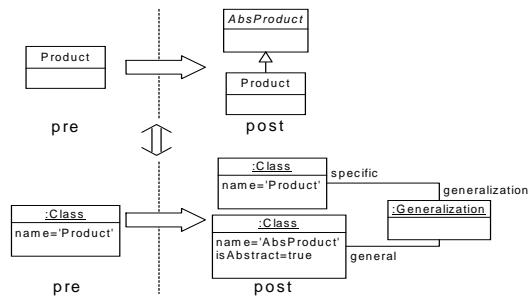 AbsProduct
Product
Product
pre
post
:Class
name='Product'
specific
generalization
:Generalization
:Class
name='Product'
:Class
name='AbsProduct'
isAbstract=true
general
pre
post